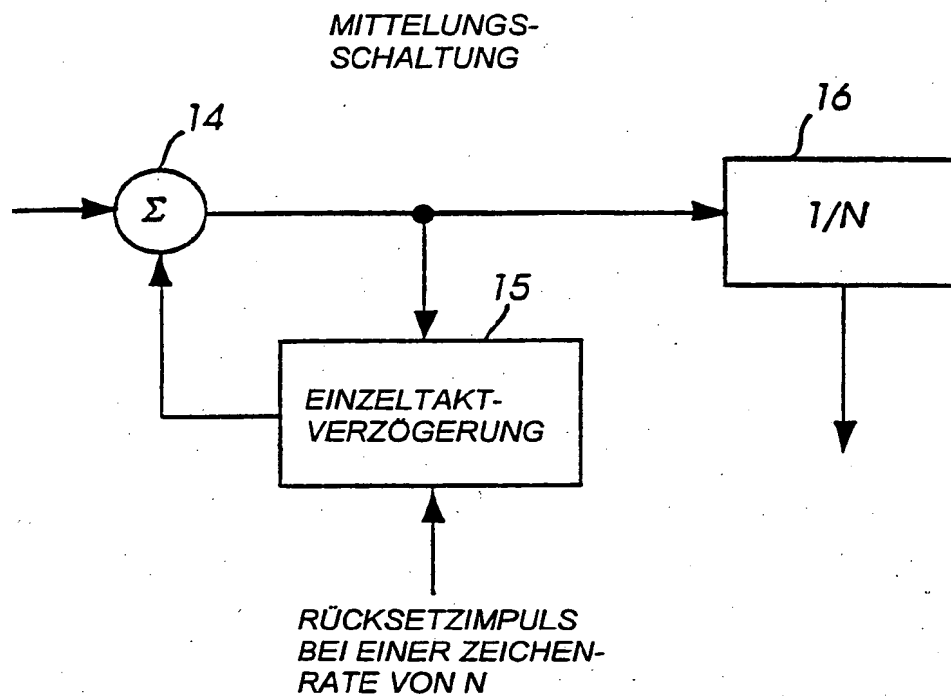 MITTELUNGS-
SCHALTUNG
14
16
Σ
1/N
15
EINZELTAKT-
VERZÖGERUNG
RÜCKSETZIMPULS
BEI EINER ZEICHEN-
RATE VON N